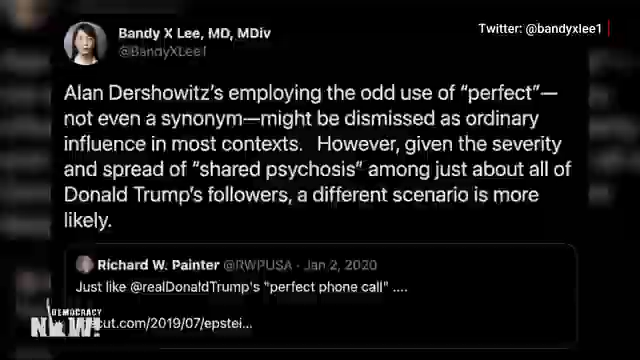 Twitter: @bandyxlee1
Bandy X Lee, MD, MDiv
@BandyXLee1
Alan Dershowitz’s employing the odd use of “perfect”—
not even a synonym—might be dismissed as ordinary
influence in most contexts.   However, given the severity
and spread of “shared psychosis” among just about all of
Donald Trump’s followers, a different scenario is more
likely.
Richard W. Painter @RWPUSA · Jan 2, 2020
Just like @realDonaldTrump's "perfect phone call" ....
cut.com/2019/07/epstei...
DEMOCRACY
NOW!